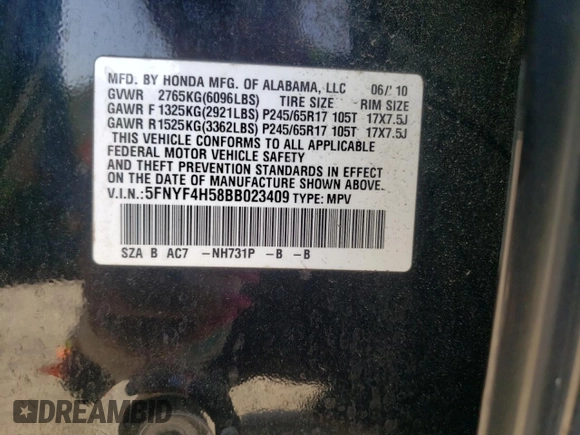 MFD. BY HONDA MFG. OF ALABAMA, LLC 06/'10
GVWR 2765KG(6096LBS) TIRE SIZE RIM SIZE
GAWR F 1325KG(2921LBS) P245/65R17 105T 17X7.5J
GAWR R 1525KG(3362LBS) P245/65R17 105T 17X7.5J
THIS VEHICLE CONFORMS TO ALL APPLICABLE
FEDERAL MOTOR VEHICLE SAFETY
AND THEFT PREVENTION STANDARDS IN EFFECT
ON THE DATE OF MANUFACTURE SHOWN ABOVE.
V.I.N.:5FNYF4H58BB023409 TYPE: MPV
SZA B AC7 -NH731P -B -B
DREAMBID